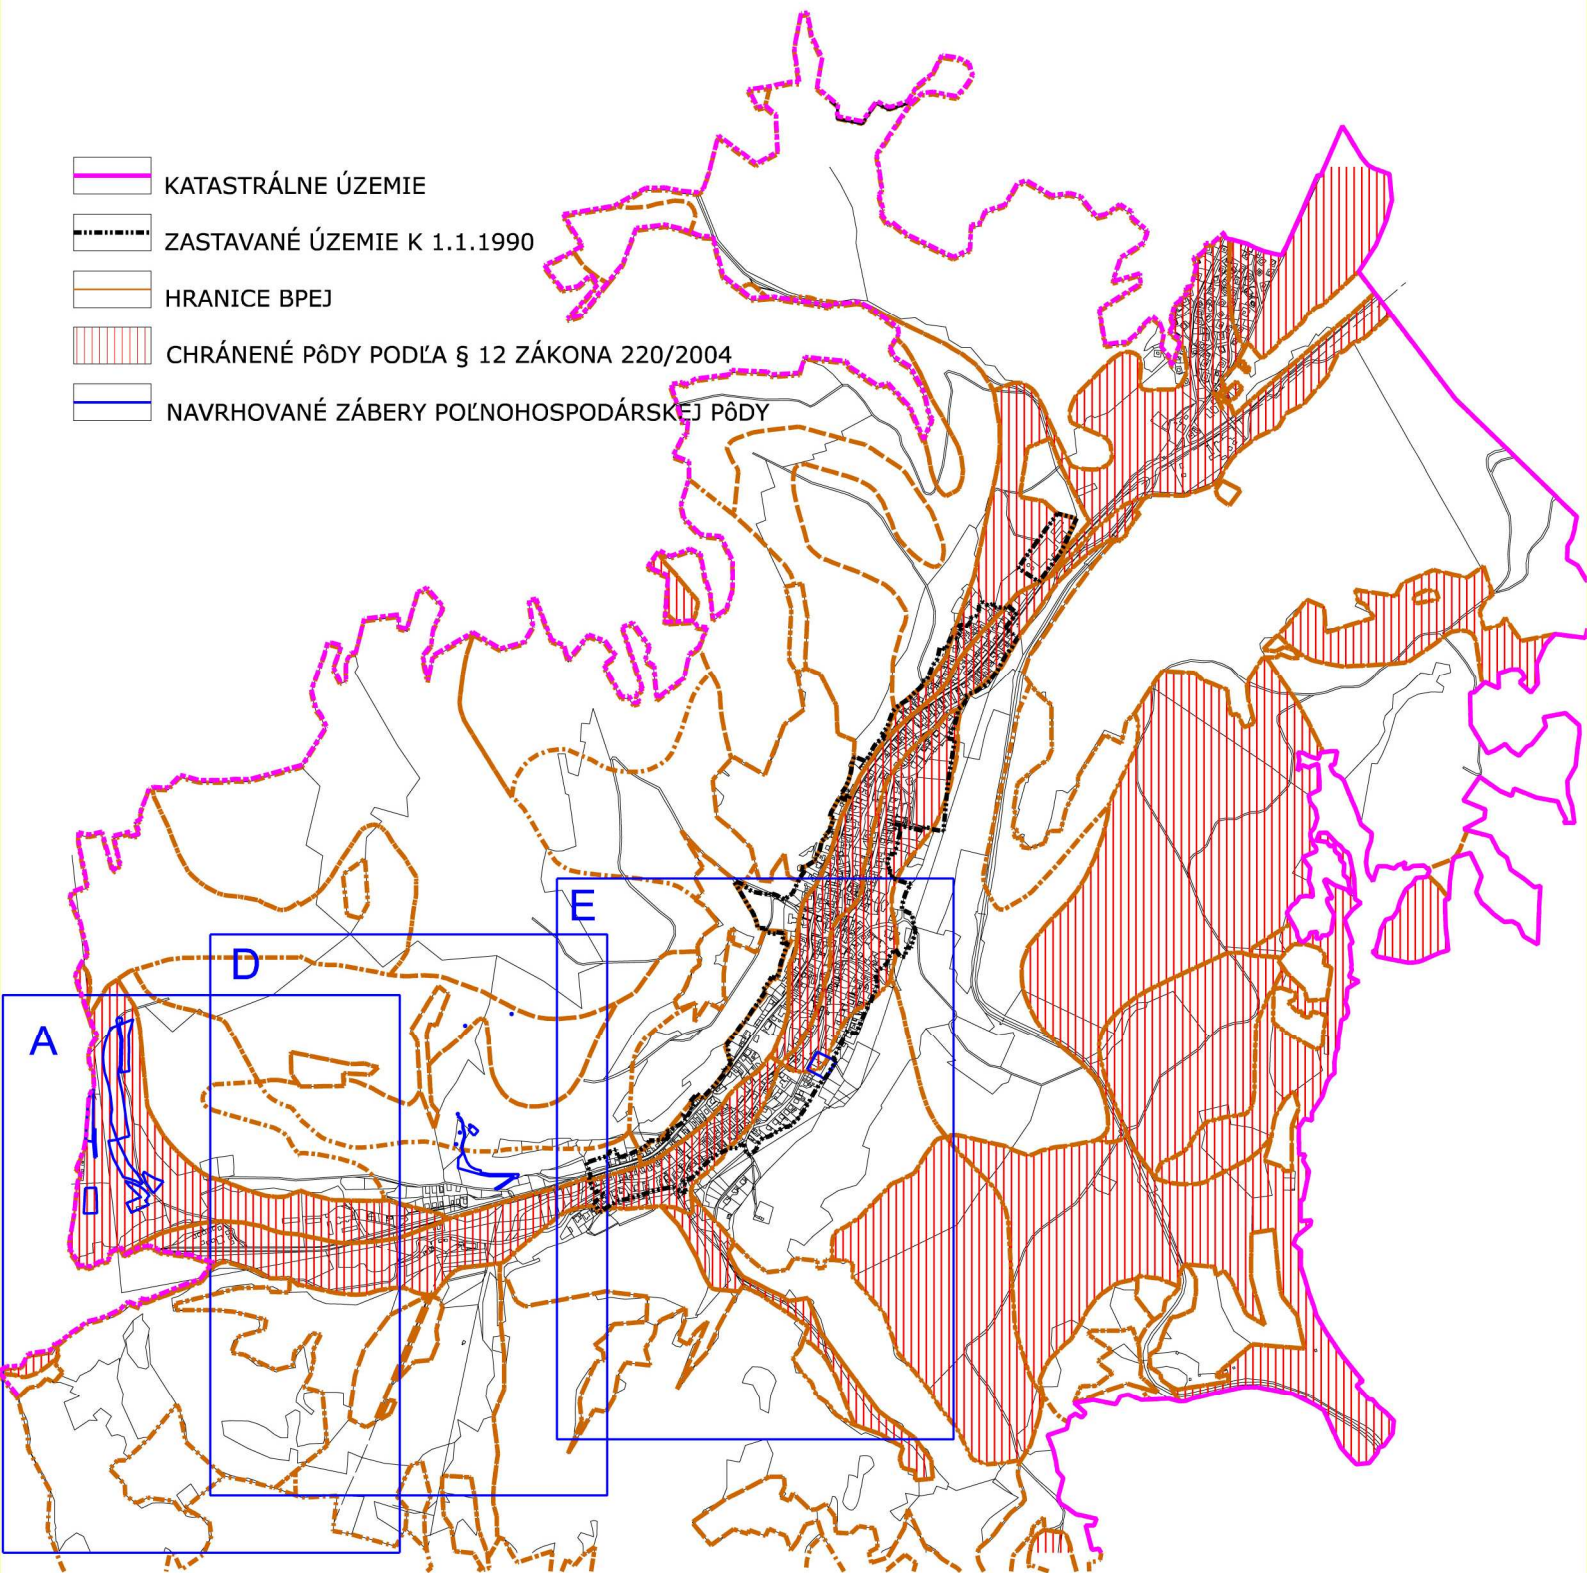 KATASTRÁLNE ÚZEMIE
ZASTAVANÉ ÚZEMIE K 1.1.1990
HRANICE BPEJ
CHRÁNENÉ PôDY PODĽA § 12 ZÁKONA 220/2004
NAVRHOVANÉ ZÁBERY POĽNOHOSPODÁRSKEJ PôDY
E
D
A